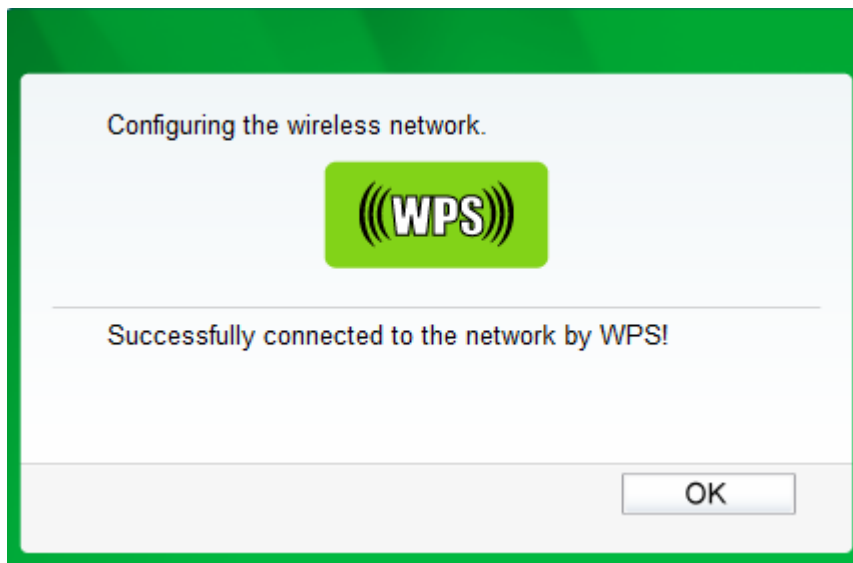 Configuring the wireless network.
WPS
Successfully connected to the network by WPS!
OK